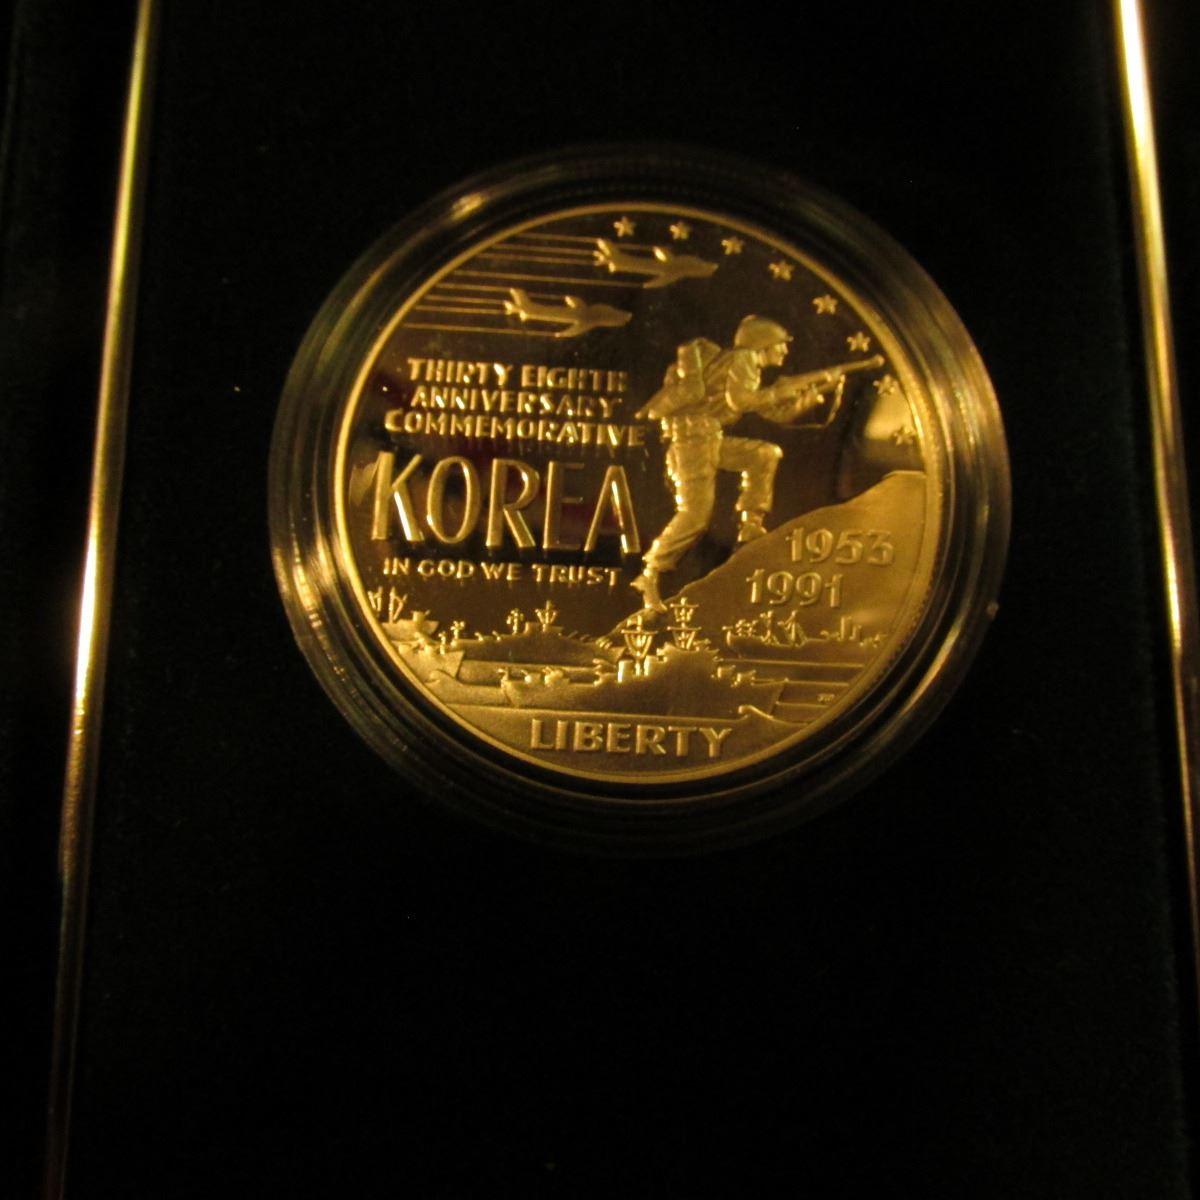 THIRTY EIGHTH
ANNIVERSARY
COMMEMORATIVE
KOREA
IN GOD WE TRUST
1953
1991
LIBERTY